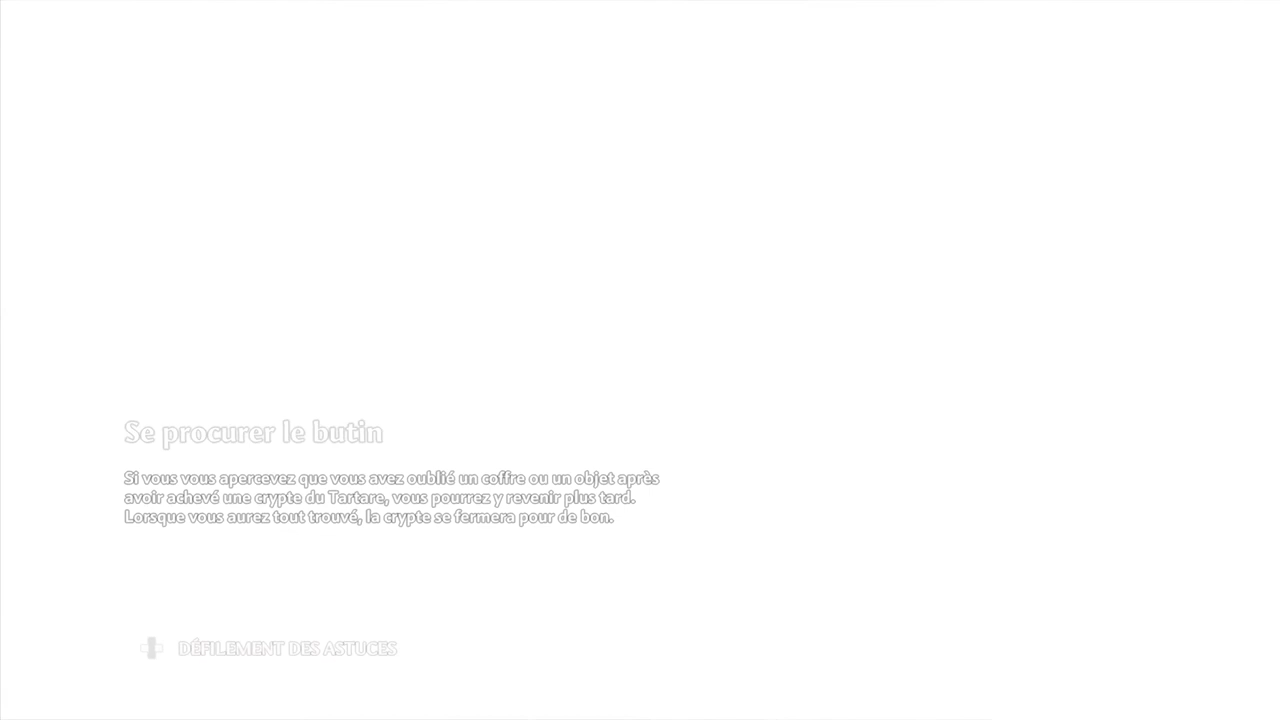 Se procurer le butin
Si vous vous apercevez que vous avez oublié un coffre ou un objet après
avoir achevé une crypte du Tartare, vous pourrez y revenir plus tard.
Lorsque vous aurez tout trouvé, la crypte se fermera pour de bon.
DÉFILEMENT DES ASTUCES